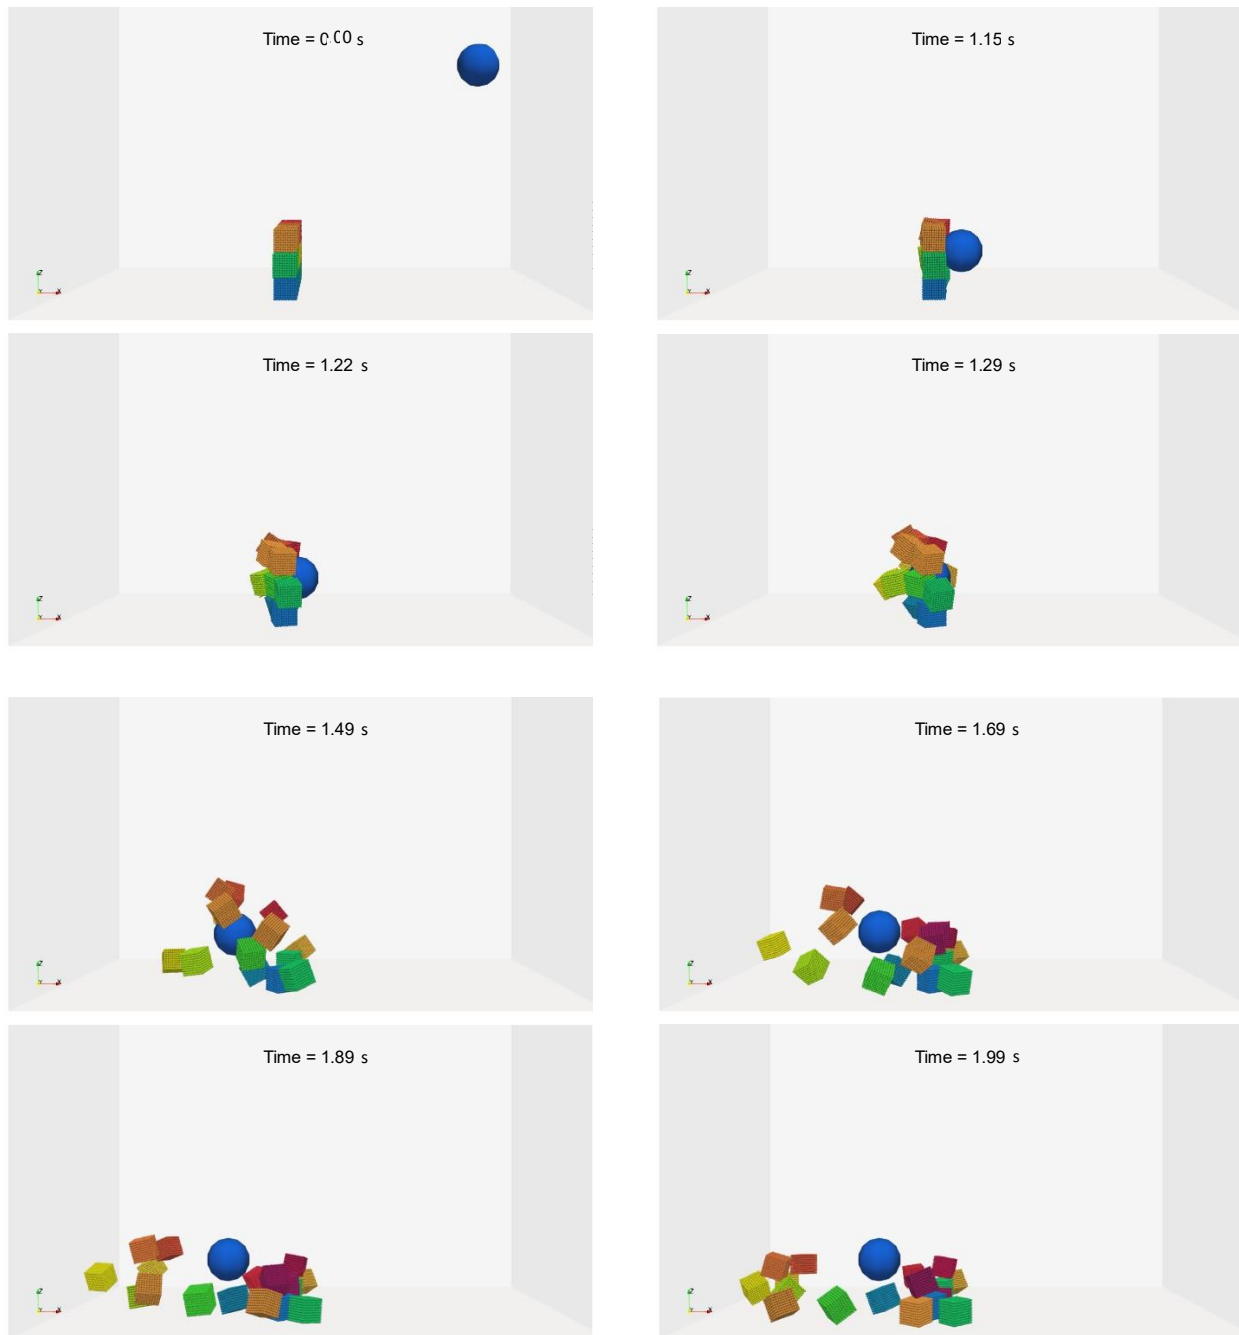 Time = 0.00 s
Time = 1.15 s
Time = 1.22 s
Time = 1.29 s
Time = 1.49 s
Time = 1.69 s
Time = 1.89 s
Time = 1.99 s